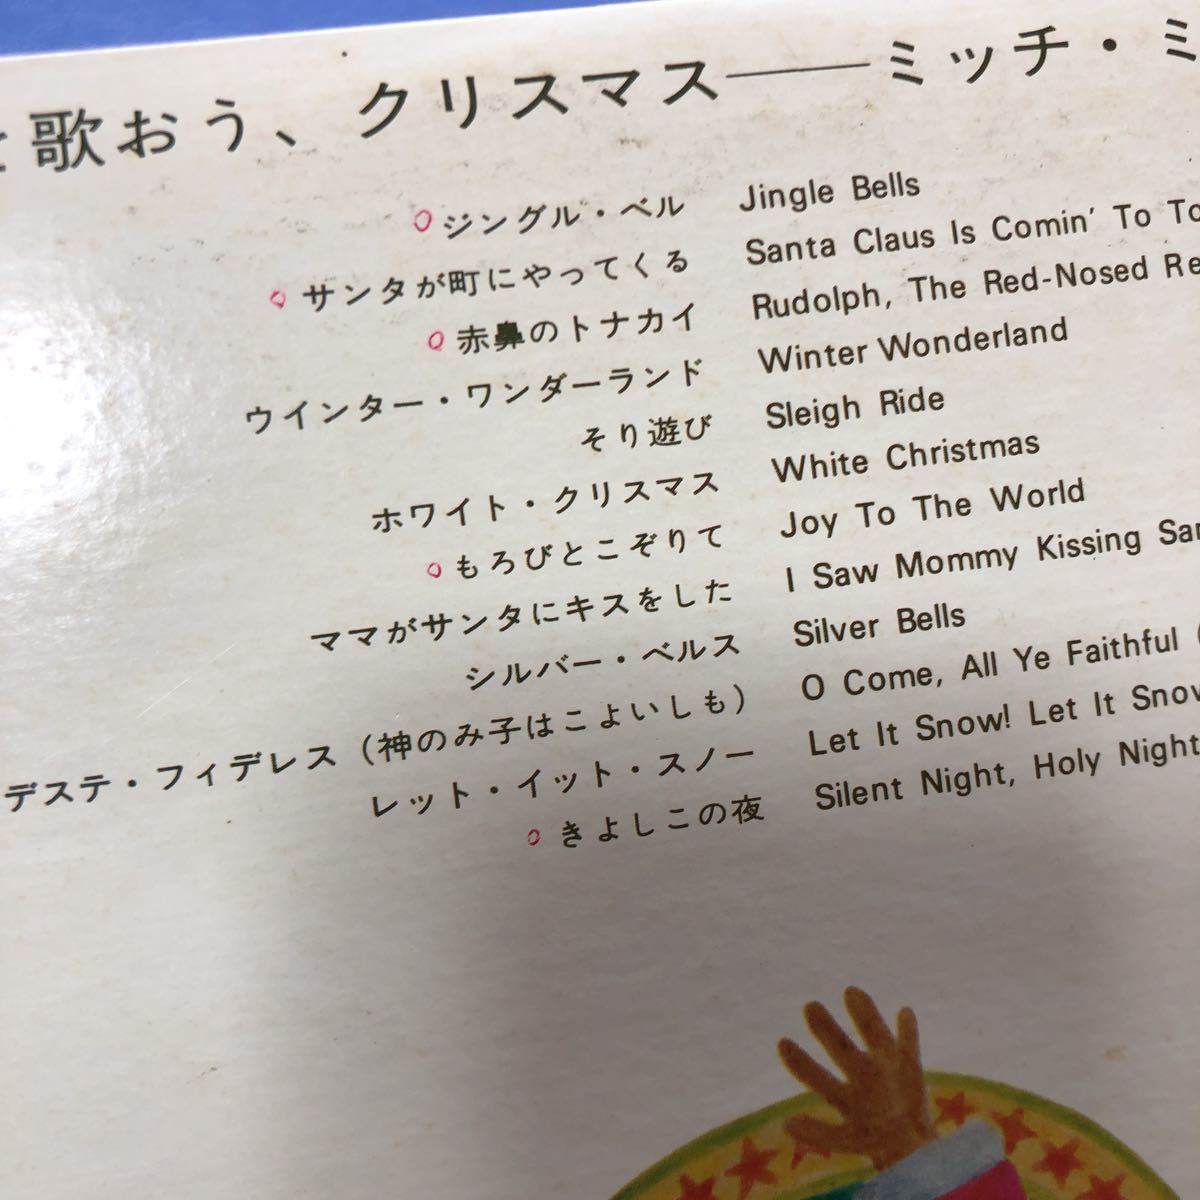 歌おう、クリスマス――ミッチ・ミ
ジングル・ベル Jingle Bells
サンタが町にやってくる Santa Claus Is Comin' To To
赤鼻のトナカイ Rudolph, The Red-Nosed Re
ウインター・ワンダーランド Winter Wonderland
そり遊び Sleigh Ride
ホワイト・クリスマス White Christmas
もろびとこぞりて Joy To The World
ママがサンタにキスをした I Saw Mommy Kissing San
シルバー・ベルス Silver Bells
デステ・フィデレス（神のみ子はこよいしも） O Come, All Ye Faithful (
レット・イット・スノー Let It Snow! Let It Snow
きよしこの夜 Silent Night, Holy Night